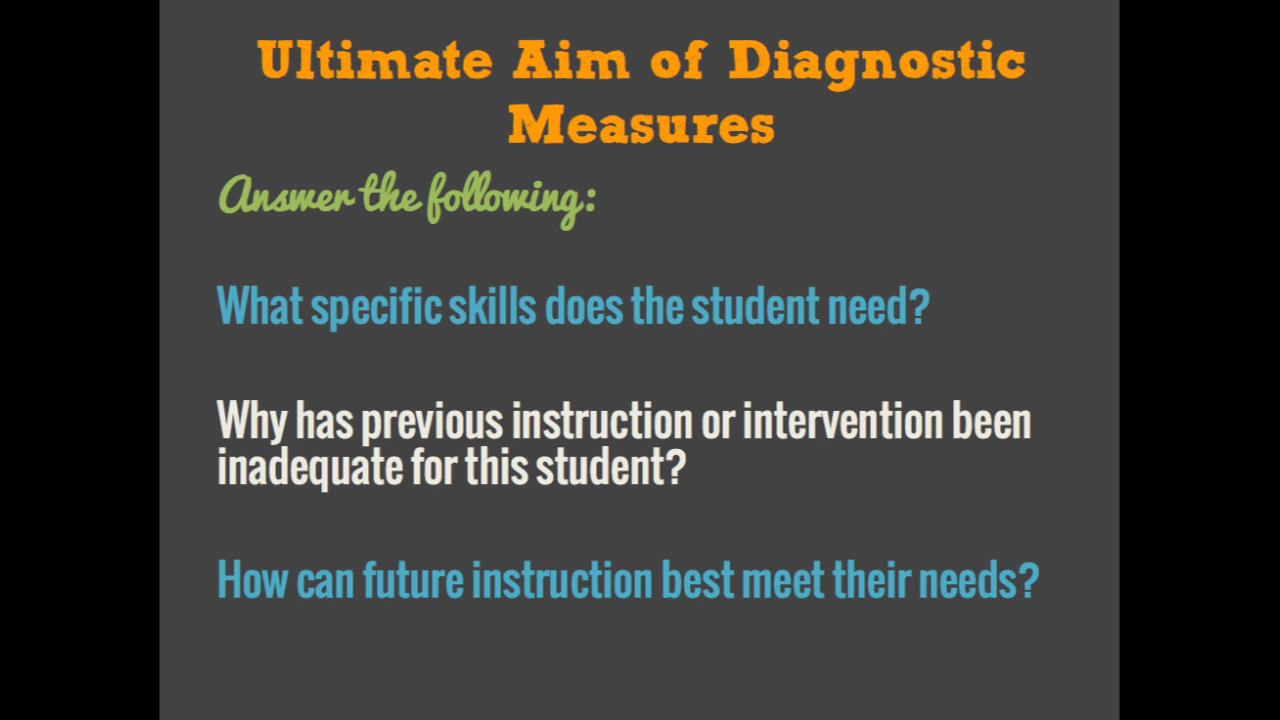 Ultimate Aim of Diagnostic
Measures
Answer the following:
What specific skills does the student need?
Why has previous instruction or intervention been
inadequate for this student?
How can future instruction best meet their needs?